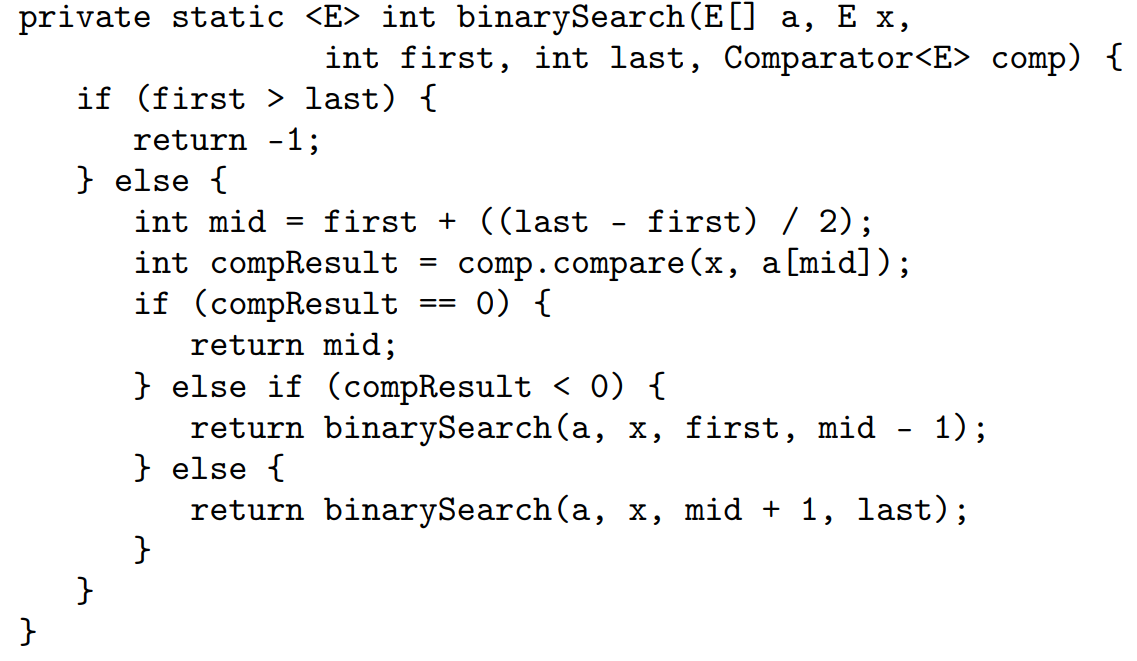 private static <E> int binarySearch(E[] a, E x,
                int first, int last, Comparator<E> comp) {
   if (first > last) {
      return -1;
   } else {
      int mid = first + ((last - first) / 2);
      int compResult = comp.compare(x, a[mid]);
      if (compResult == 0) {
         return mid;
      } else if (compResult < 0) {
         return binarySearch(a, x, first, mid - 1);
      } else {
         return binarySearch(a, x, mid + 1, last);
      }
   }
}